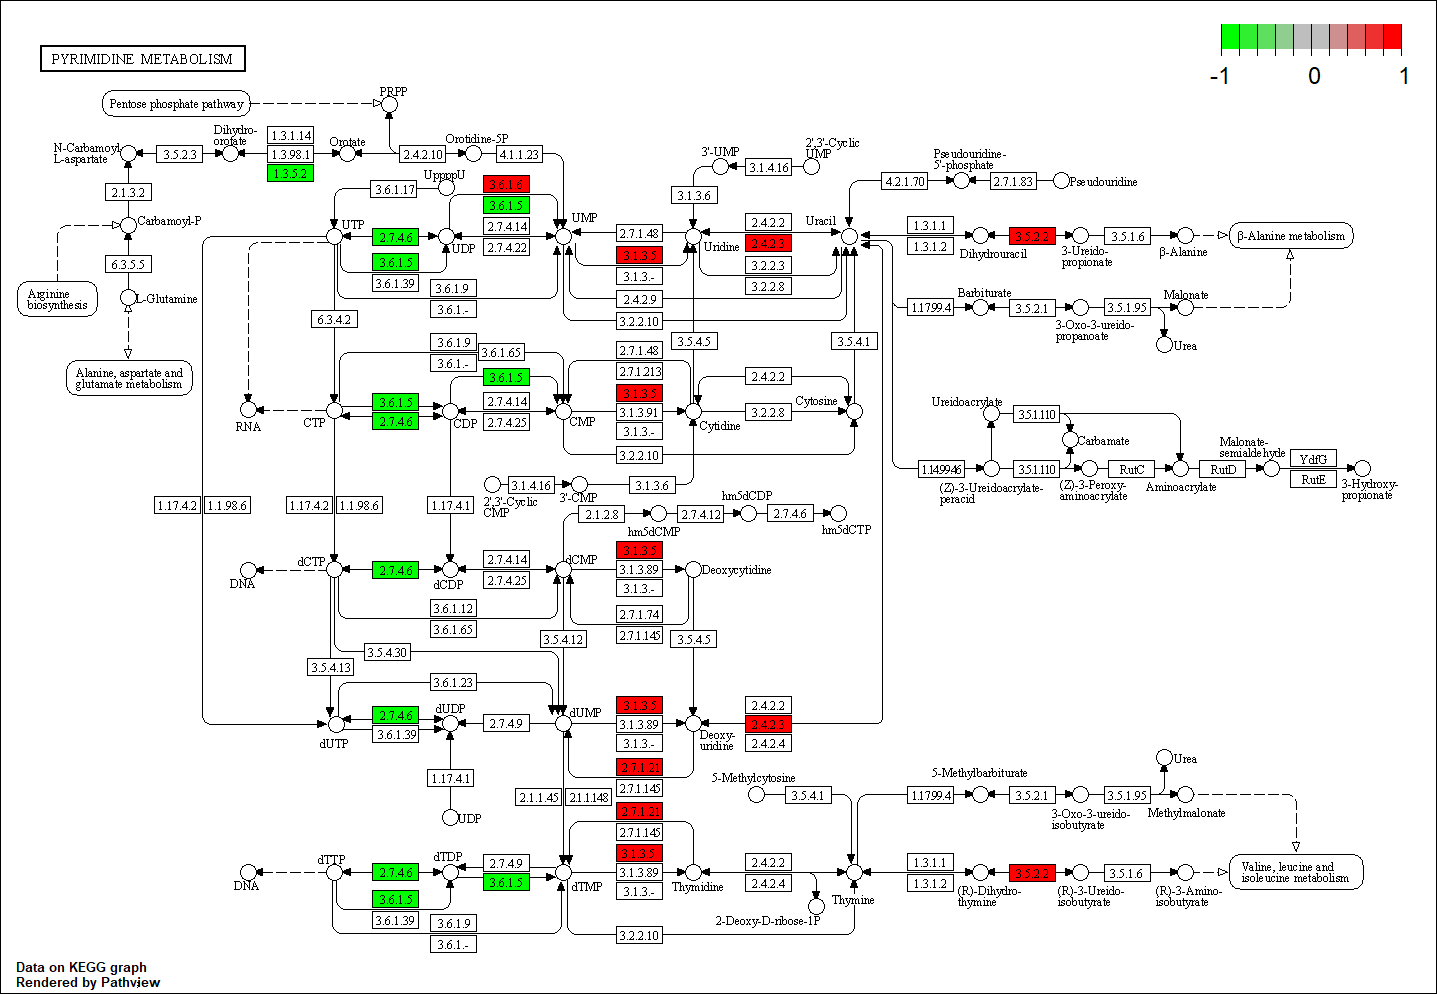 PYRIMIDINE METABOLISM
-1 0 1
Pentose phosphate pathway
PRPP
N-Carbamoyl-
L-aspartate
3.5.2.3
Dihydro-
orotate
1.3.1.14
1.3.98.1
1.3.5.2
Orotate
2.4.2.10
Orotidine-5P
4.1.1.23
2.1.3.2
Carbamoyl-P
6.3.5.5
L-Glutamine
Arginine
biosynthesis
Alanine, aspartate and
glutamate metabolism
UppppU
3.6.1.17
3.6.1.6
3.6.1.5
2.7.4.14
2.7.4.22
UTP
2.7.4.6
3.6.1.5
3.6.1.39
UDP
3.6.1.9
3.6.1.-
UMP
2.7.1.48
3.1.3.5
3.1.3.-
2.4.2.9
3.2.2.10
3'-UMP
3.1.4.16
2',3'-Cyclic
UMP
3.1.3.6
Uridine
2.4.2.2
2.4.2.3
3.2.2.3
3.2.2.8
Uracil
Pseudouridine-
5'-phosphate
4.2.1.70
2.7.1.83
Pseudouridine
1.3.1.1
1.3.1.2
Dihydrouracil
3.5.2.2
3-Ureido-
propionate
3.5.1.6
β-Alanine
β-Alanine metabolism
1.1799.4
Barbiturate
3.5.2.1
3-Oxo-3-ureido-
propanoate
3.5.1.95
Malonate
Urea
6.3.4.2
3.6.1.9
3.6.1.-
3.6.1.65
3.6.1.5
2.7.4.14
2.7.4.25
RNA
CTP
3.6.1.5
2.7.4.6
CDP
CMP
2.7.1.48
2.7.1.213
3.1.3.5
3.1.3.91
3.1.3.-
3.2.2.10
3.5.4.5
3.5.4.1
Cytidine
2.4.2.2
3.2.2.8
Cytosine
Ureidoacrylate
3.5.1.110
Carbamate
1.14.99.46
(Z)-3-Ureidoacrylate-
peracid
3.5.1.110
(Z)-3-Peroxy-
aminoacrylate
RutC
Aminoacrylate
RutD
Malonate-
semialdehyde
YdfG
RutE
3-Hydroxy-
propionate
2',3'-Cyclic
CMP
3.1.4.16
3'-CMP
3.1.3.6
1.17.4.2
1.1.98.6
1.17.4.2
1.1.98.6
1.17.4.1
2.1.2.8
hm5dCMP
2.7.4.12
hm5dCDP
2.7.4.6
hm5dCTP
DNA
dCTP
2.7.4.6
dCDP
2.7.4.14
2.7.4.25
dCMP
3.1.3.5
3.1.3.89
3.1.3.-
Deoxycytidine
3.6.1.12
3.6.1.65
2.7.1.74
2.7.1.145
3.5.4.12
3.5.4.5
3.5.4.30
3.5.4.13
3.6.1.23
dUTP
2.7.4.6
3.6.1.39
dUDP
2.7.4.9
dUMP
3.1.3.5
3.1.3.89
3.1.3.-
Deoxy-
uridine
2.4.2.2
2.4.2.3
2.4.2.4
2.7.1.21
2.7.1.145
1.17.4.1
UDP
2.1.1.45
2.1.1.148
2.7.1.21
2.7.1.145
5-Methylcytosine
3.5.4.1
1.1799.4
5-Methylbarbiturate
3.5.2.1
3-Oxo-3-ureido-
isobutyrate
3.5.1.95
Methylmalonate
Urea
DNA
dTTP
2.7.4.6
3.6.1.5
3.6.1.39
dTDP
2.7.4.9
3.6.1.5
3.6.1.9
3.6.1.-
dTMP
3.1.3.5
3.1.3.89
3.1.3.-
Thymidine
2.4.2.2
2.4.2.4
2-Deoxy-D-ribose-1P
3.2.2.10
Thymine
1.3.1.1
1.3.1.2
(R)-Dihydro-
thymine
3.5.2.2
(R)-3-Ureido-
isobutyrate
3.5.1.6
(R)-3-Amino-
isobutyrate
Valine, leucine and
isoleucine metabolism
Data on KEGG graph
Rendered by Pathview